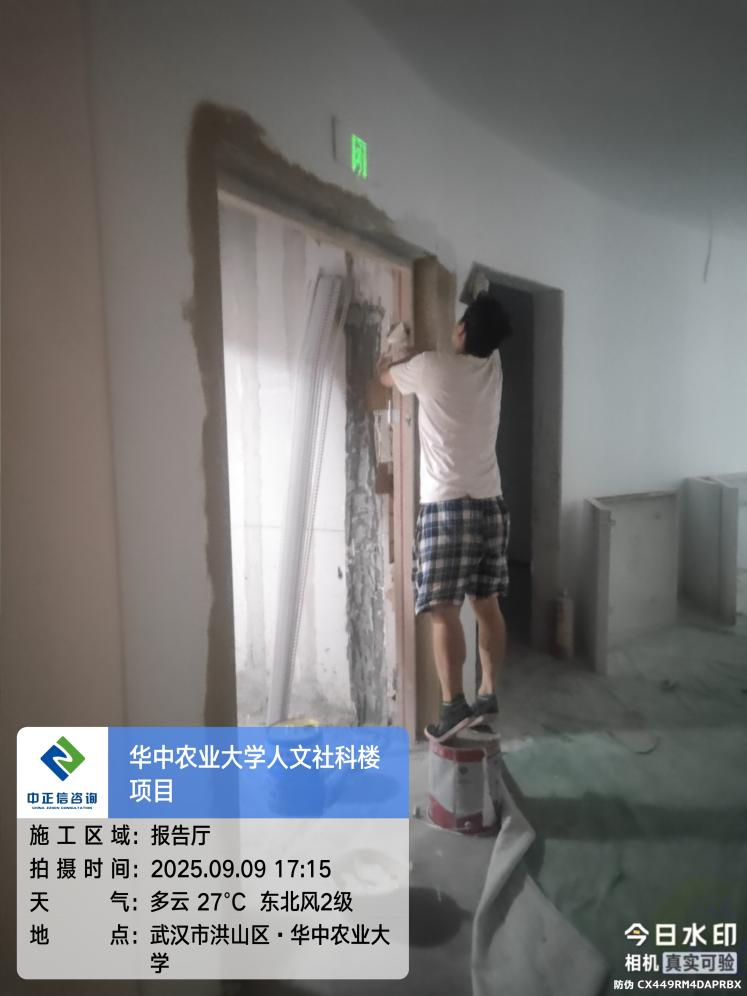 华中农业大学人文社科楼
项目
中正信咨询
施工区域：报告厅
拍摄时间：2025.09.09 17:15
天气：多云 27°C 东北风2级
地点：武汉市洪山区·华中农业大
学
今日水印
相机 真实可验
防伪 CX449RM4DAPRBX